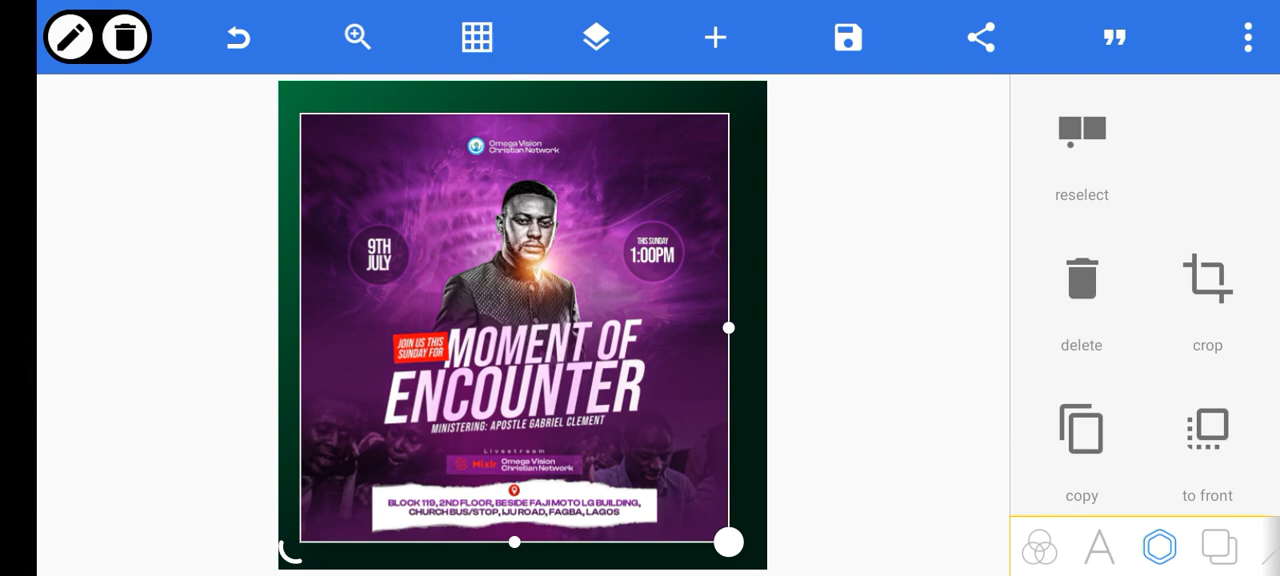 Omega Vision
Christian Network
9TH
JULY
THIS SUNDAY
1:00PM
JOIN US THIS
SUNDAY FOR
MOMENT OF
ENCOUNTER
MINISTERING: APOSTLE GABRIEL CLEMENT
Livestream
Mixlr Omega Vision
Christian Network
BLOCK 119, 2ND FLOOR, BESIDE FAJI MOTO LG BUILDING,
CHURCH BUS/STOP, IJU ROAD, FAGBA, LAGOS
reselect
delete
crop
copy
to front